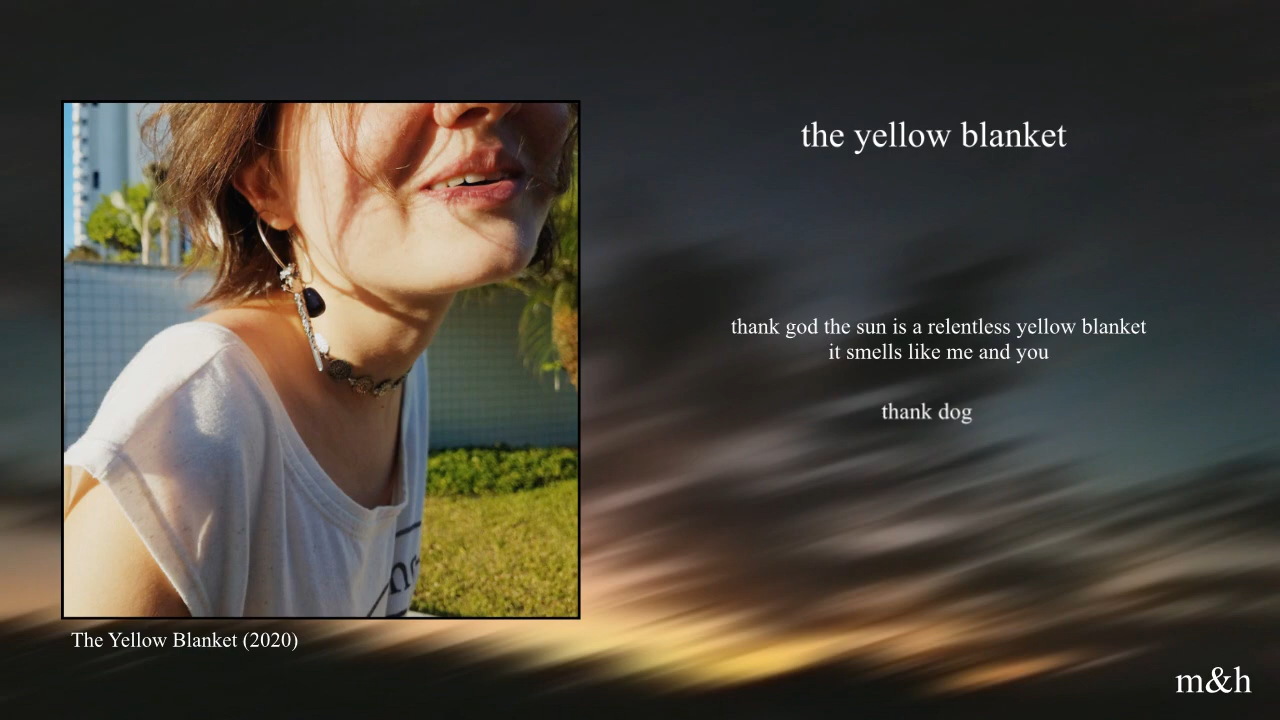 the yellow blanket
thank god the sun is a relentless yellow blanket
it smells like me and you
thank dog
The Yellow Blanket (2020)
m&h